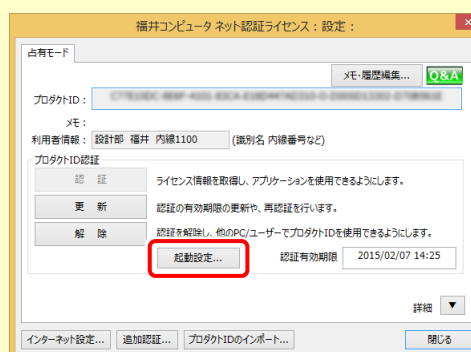 福井コンピュータ ネット認証ライセンス：設定：
占有モード
メモ・履歴編集... Q&A
プロダクトID：
メモ：
利用者情報： 設計部 福井 内線1100 (識別名 内線番号など)
プロダクトID認証
認 証 ライセンス情報を取得し、アプリケーションを使用できるようにします。
更 新 認証の有効期限の更新や、再認証を行います。
解 除 認証を解除し、他のPC/ユーザーでプロダクトIDを使用できるようにします。
起動設定... 認証有効期限 2015/02/07 14:25
詳細 ▼
インターネット設定... 追加認証... プロダクトIDのインポート... 閉じる